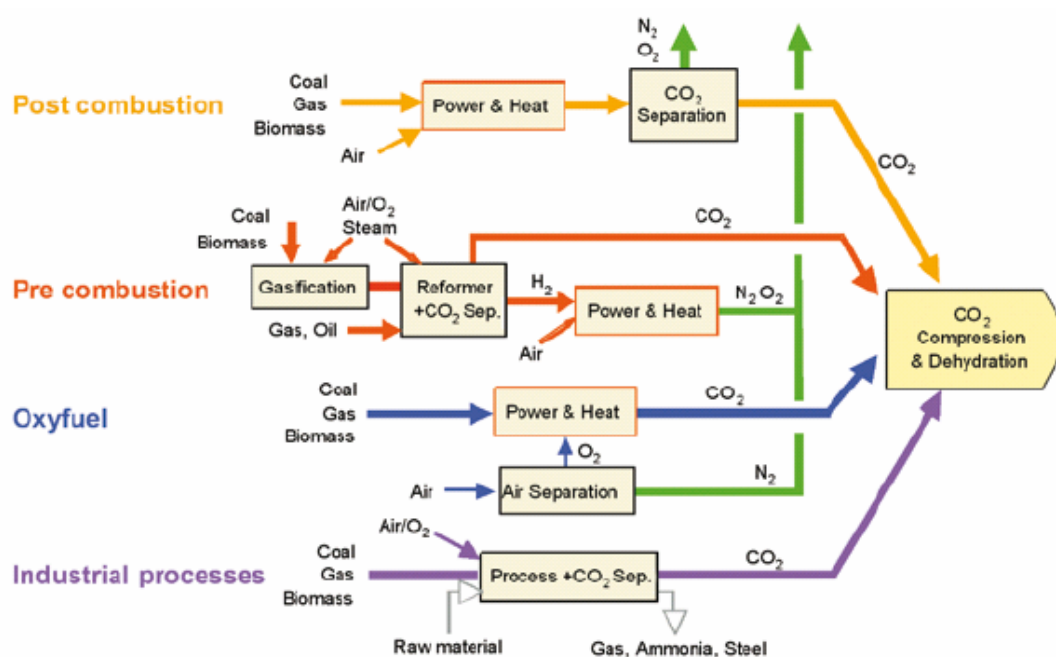 N₂
O₂
Coal
Gas
Biomass
Post combustion
Power & Heat
CO₂
Separation
Air
CO₂
Air/O₂
Steam
Coal
Biomass
CO₂
Pre combustion
Gasification
Reformer
+CO₂ Sep.
H₂
Power & Heat
N₂ O₂
Gas, Oil
Air
CO₂
Compression
& Dehydration
Oxyfuel
Coal
Gas
Biomass
Power & Heat
CO₂
O₂
Air
Air Separation
N₂
Air/O₂
Industrial processes
Coal
Gas
Biomass
Process +CO₂ Sep.
CO₂
Raw material
Gas, Ammonia, Steel